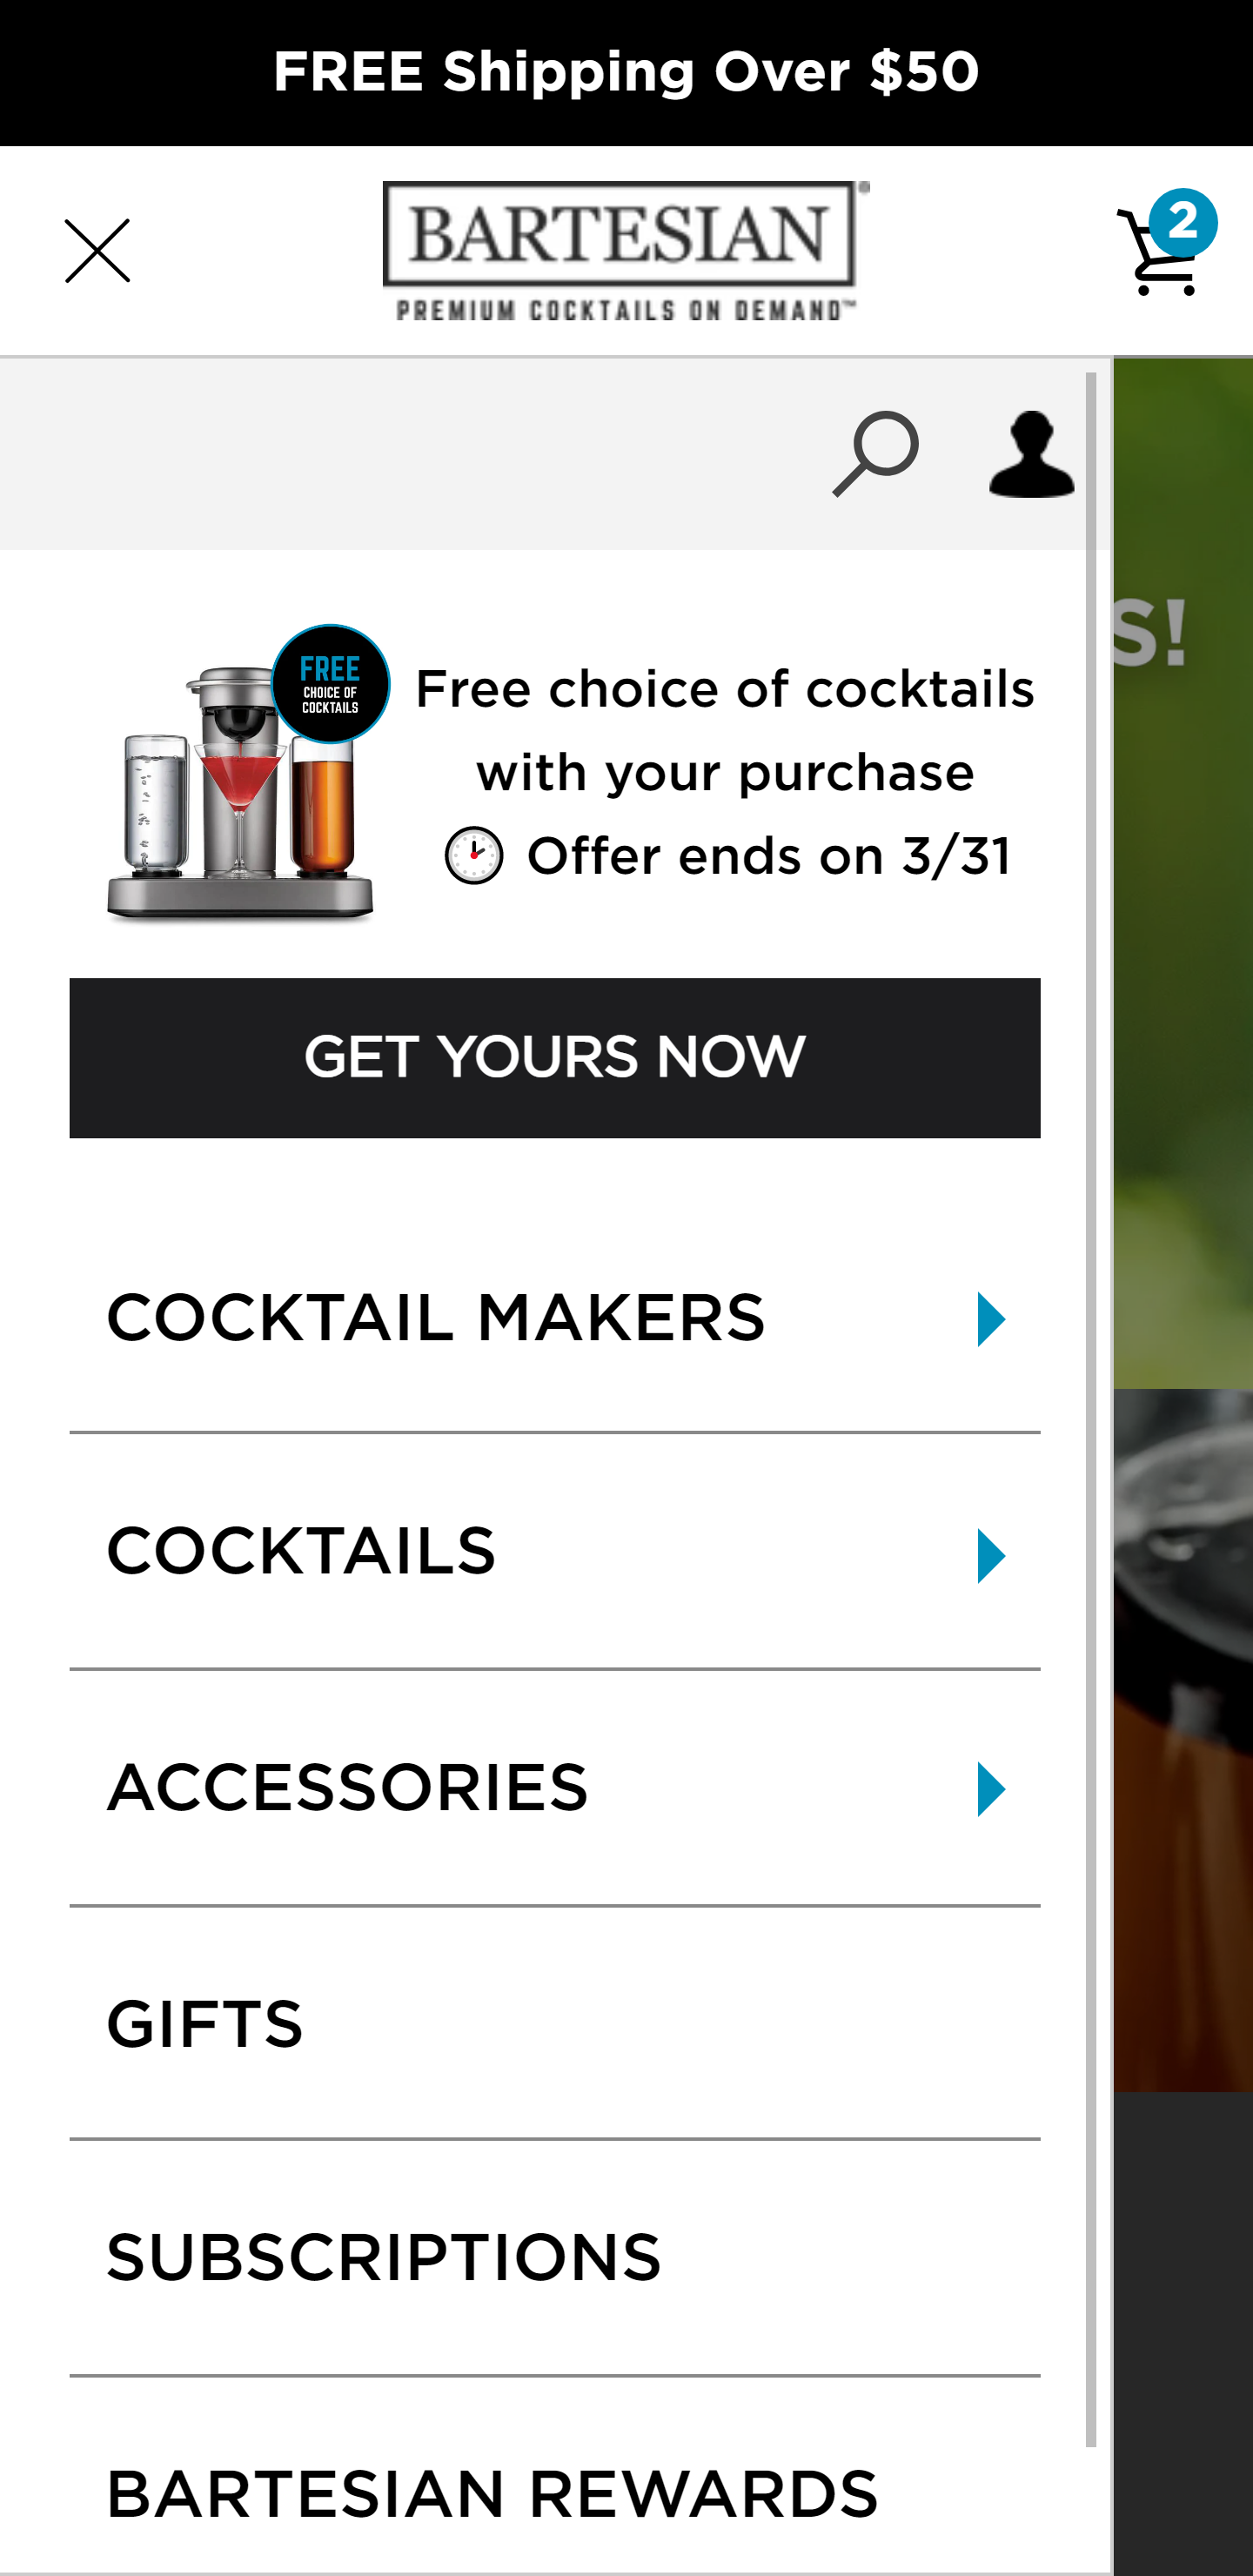 FREE Shipping Over $50
BARTESIAN®
PREMIUM COCKTAILS ON DEMAND™
2
S!
FREE
CHOICE OF
COCKTAILS
Free choice of cocktails
with your purchase
Offer ends on 3/31
GET YOURS NOW
COCKTAIL MAKERS
COCKTAILS
ACCESSORIES
GIFTS
SUBSCRIPTIONS
BARTESIAN REWARDS